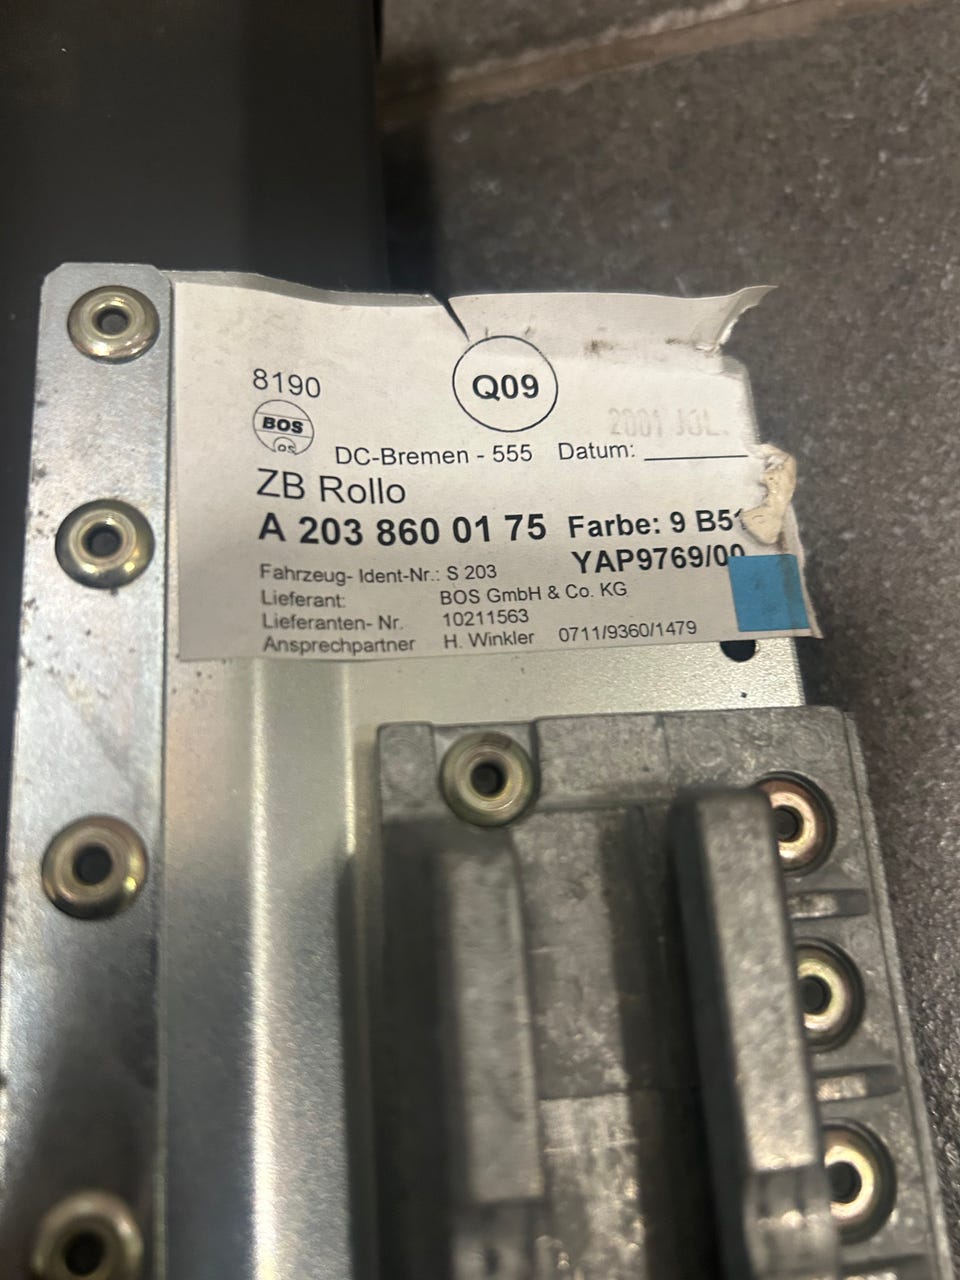 8190
Q09
BOS
2001 JUL.
DC-Bremen - 555 Datum:
ZB Rollo
A 203 860 01 75 Farbe: 9 B51
YAP9769/00
Fahrzeug- Ident-Nr.: S 203
Lieferant: BOS GmbH & Co. KG
Lieferanten- Nr. 10211563
Ansprechpartner H. Winkler 0711/9360/1479